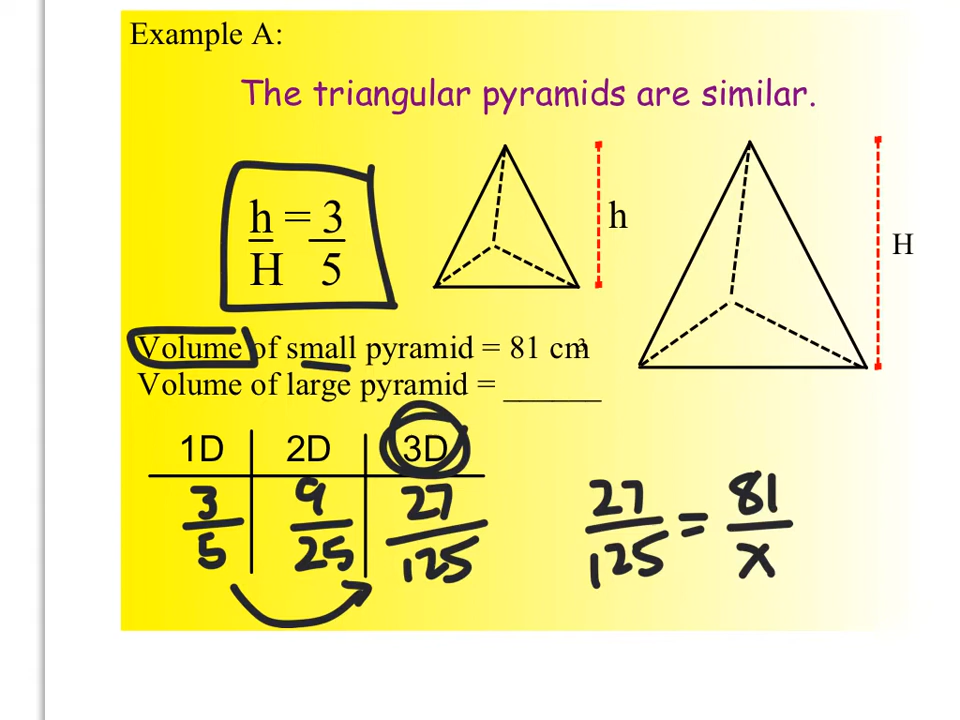 Example A:
The triangular pyramids are similar.
h = 3
H 5
h
H
Volume of small pyramid = 81 cm³
Volume of large pyramid = ______
1D 2D 3D
3 9 27
5 25 125
27 = 81
125 x